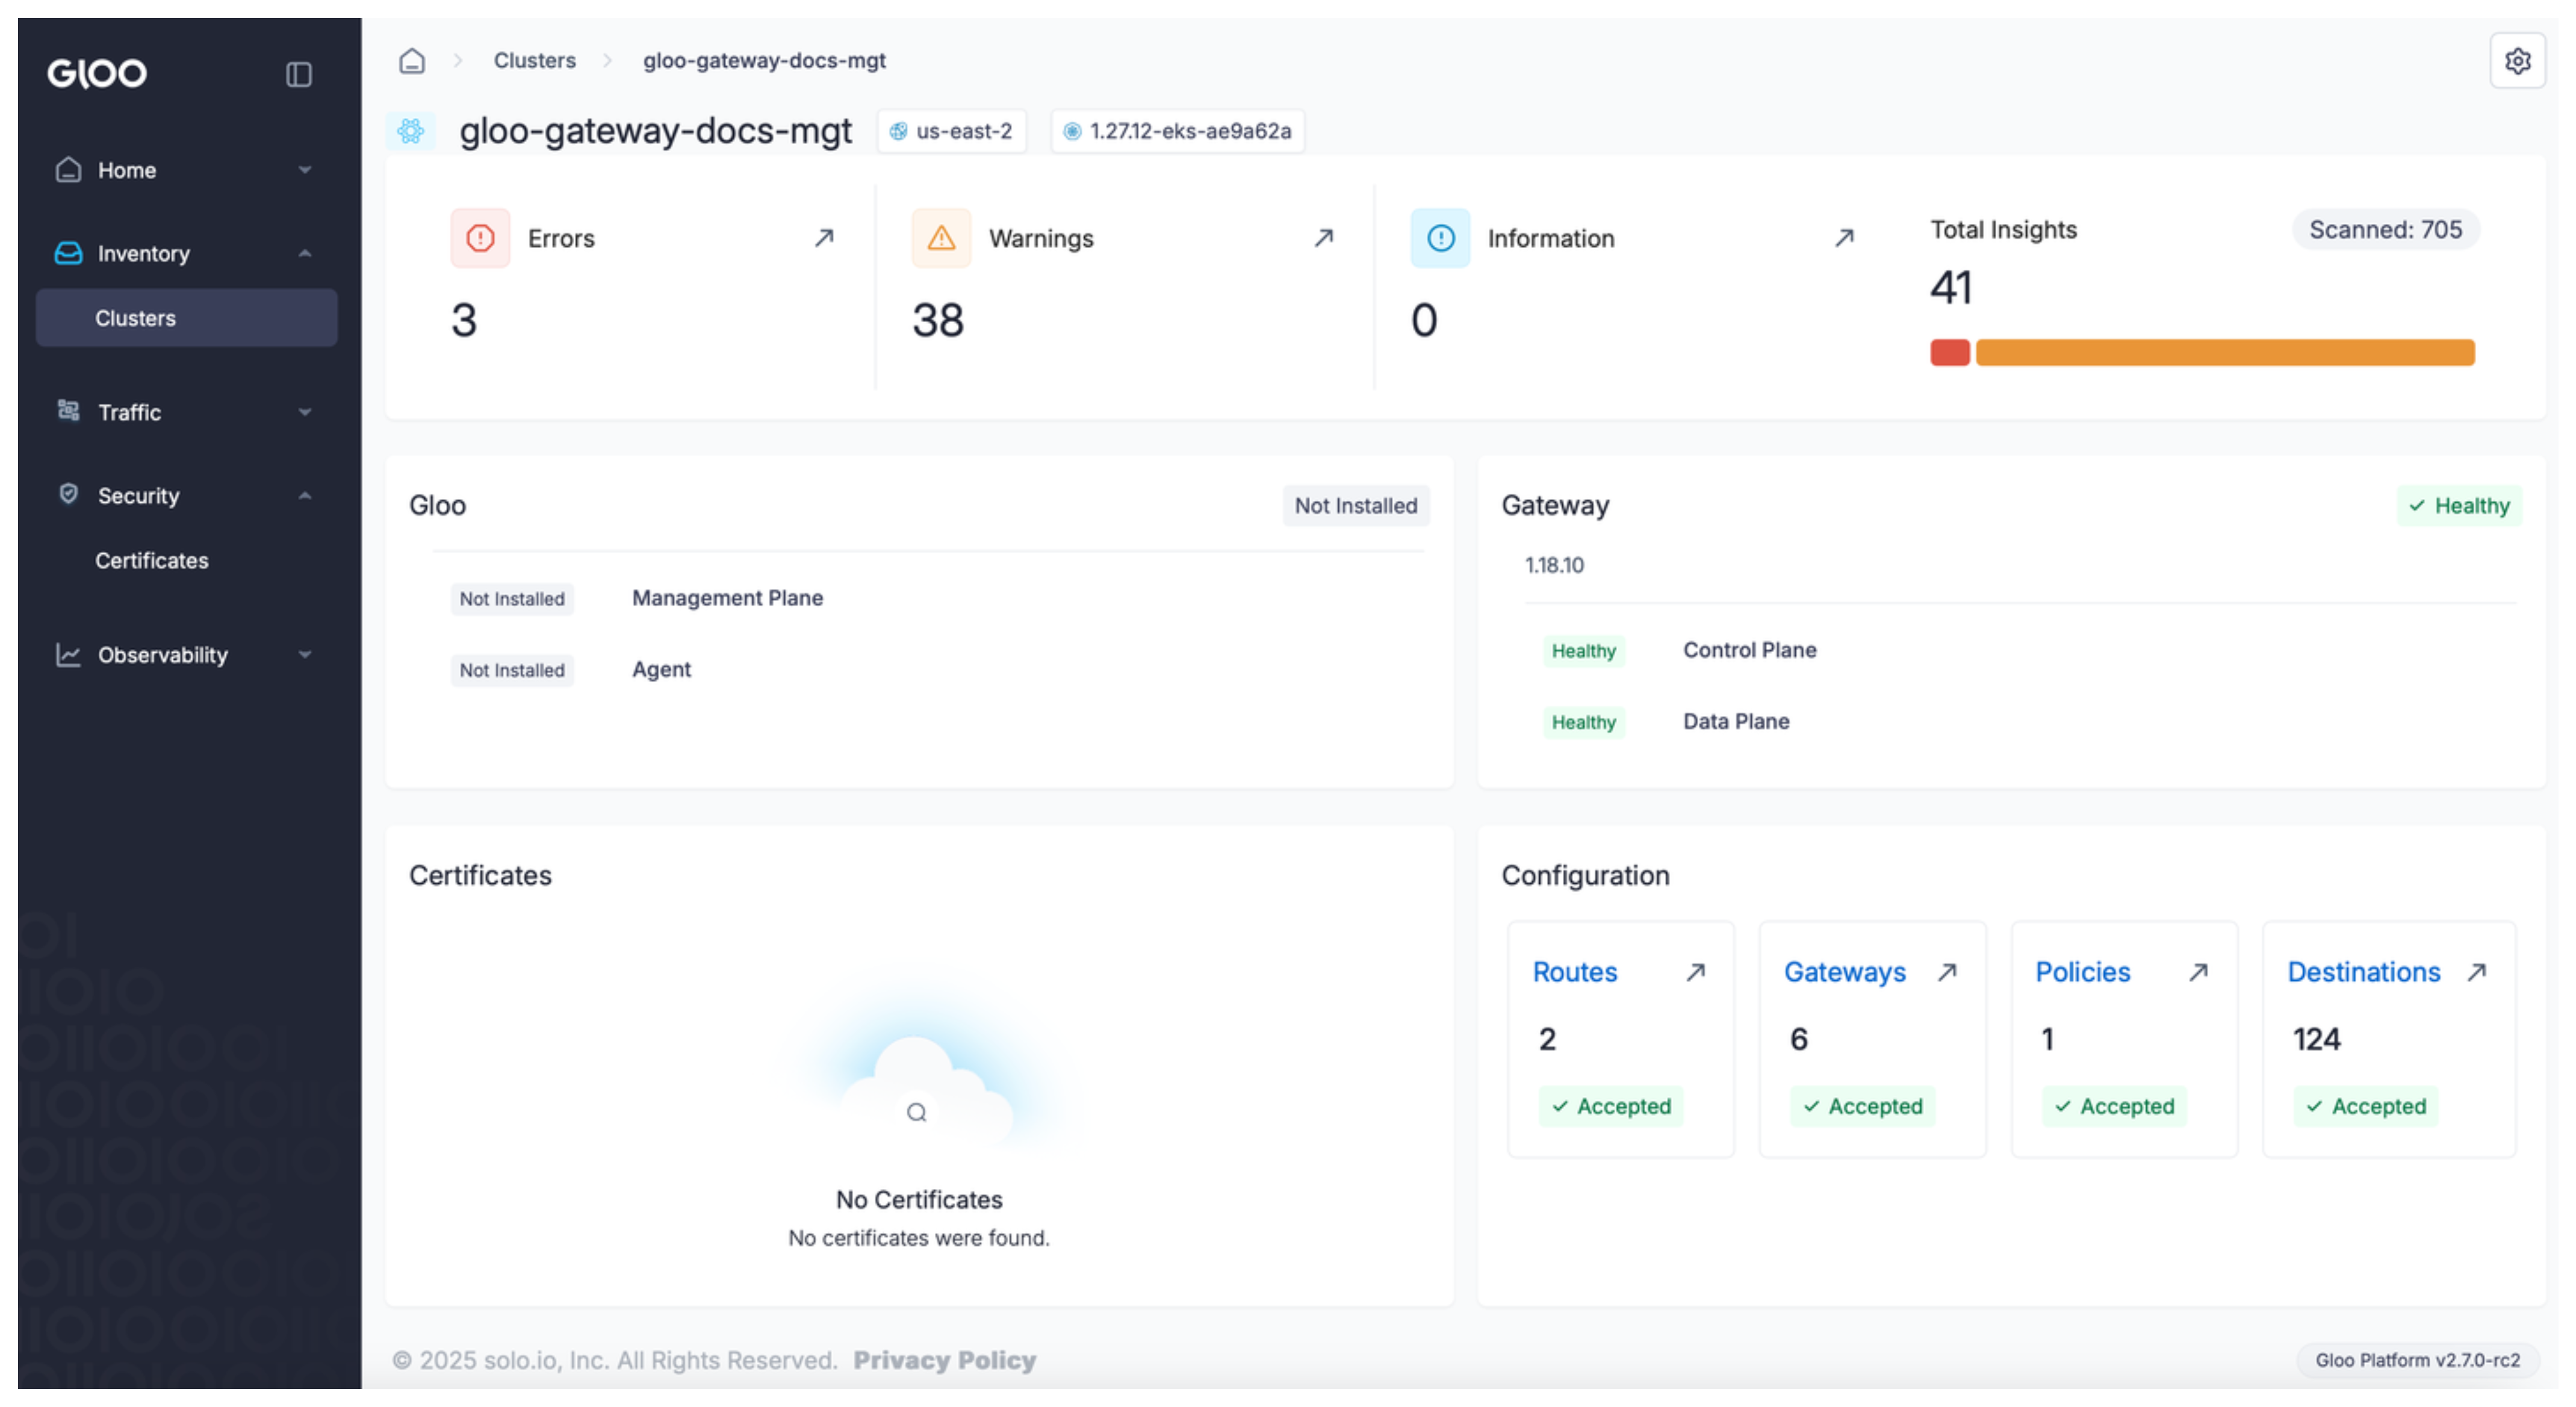 GLOO
Home
Inventory
Clusters
Traffic
Security
Certificates
Observability
Clusters
gloo-gateway-docs-mgt
gloo-gateway-docs-mgt
us-east-2
1.27.12-eks-ae9a62a
Errors
3
Warnings
38
Information
0
Total Insights
Scanned: 705
41
Gloo
Not Installed
Not Installed Management Plane
Not Installed Agent
Gateway
Healthy
1.18.10
Healthy Control Plane
Healthy Data Plane
Certificates
No Certificates
No certificates were found.
Configuration
Routes
2
Accepted
Gateways
6
Accepted
Policies
1
Accepted
Destinations
124
Accepted
© 2025 solo.io, Inc. All Rights Reserved. Privacy Policy
Gloo Platform v2.7.0-rc2